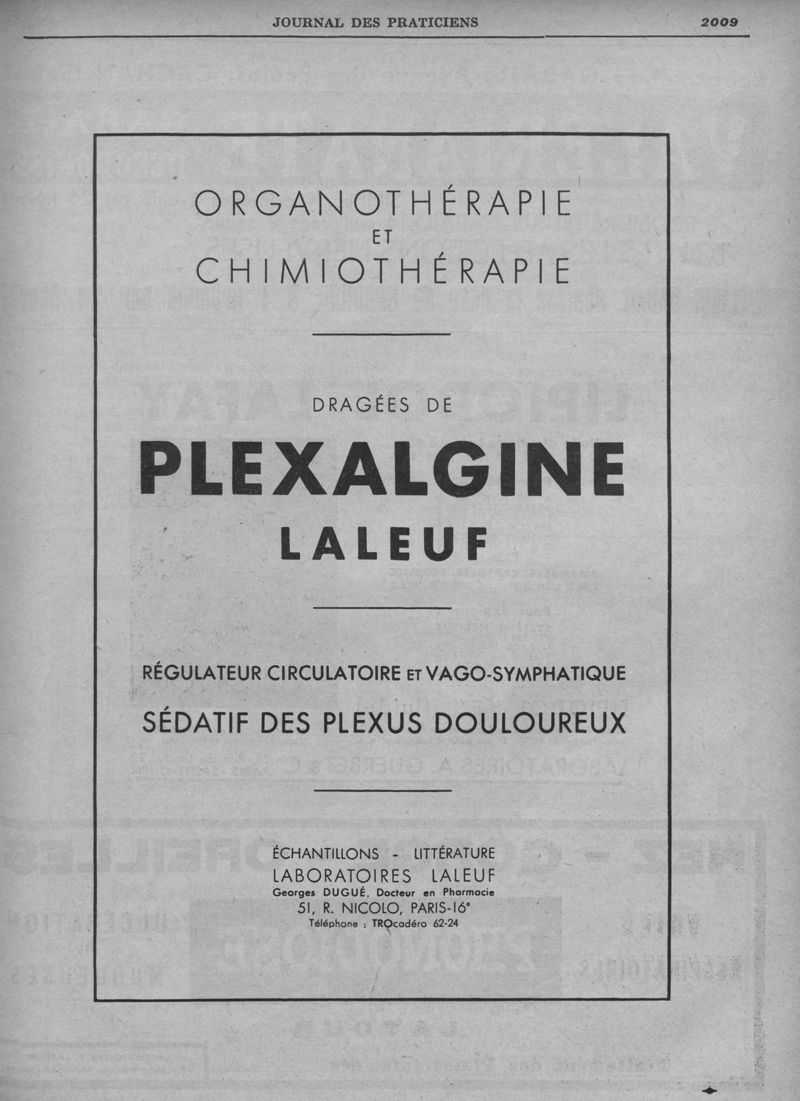 JOURNAL DES PRATICIENS 2009
ORGANOTHÉRAPIE
ET
CHIMIOTHÉRAPIE
DRAGÉES DE
PLEXALGINE
LALEUF
RÉGULATEUR CIRCULATOIRE ET VAGO-SYMPHATIQUE
SÉDATIF DES PLEXUS DOULOUREUX
ÉCHANTILLONS - LITTÉRATURE
LABORATOIRES LALEUF
Georges DUGUÉ, Docteur en Pharmacie
51, R. NICOLO, PARIS-16e
Téléphone : TROcadéro 62-24